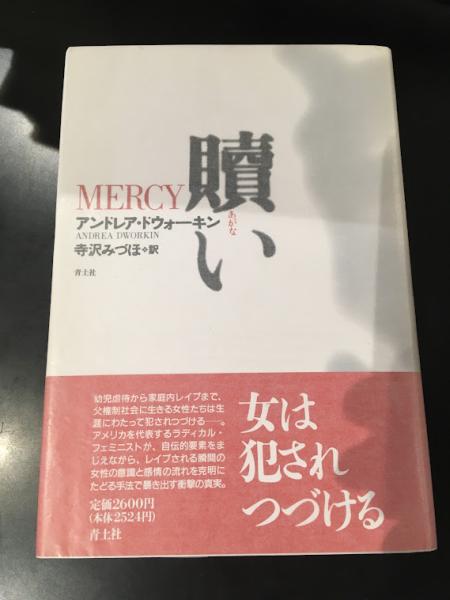 贖い
あがな
MERCY
アンドレア・ドウォーキン
ANDREA DWORKIN
寺沢みづほ◆訳
青土社
女は
犯され
つづける
幼児虐待から家庭内レイプまで、
父権制社会に生きる女性たちは生
涯にわたって犯されつづける──。
アメリカを代表するラディカル・
フェミニストが、自伝的要素をま
じえながら、レイプされる瞬間の
女性の意識と感情の流れを克明に
たどる手法で暴き出す衝撃の真実。
定価2600円
(本体2524円)
青土社